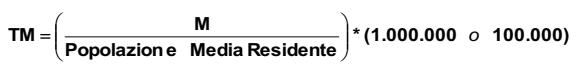 TM = ( M / Popolazione Media Residente ) * (1.000.000 o 100.000)